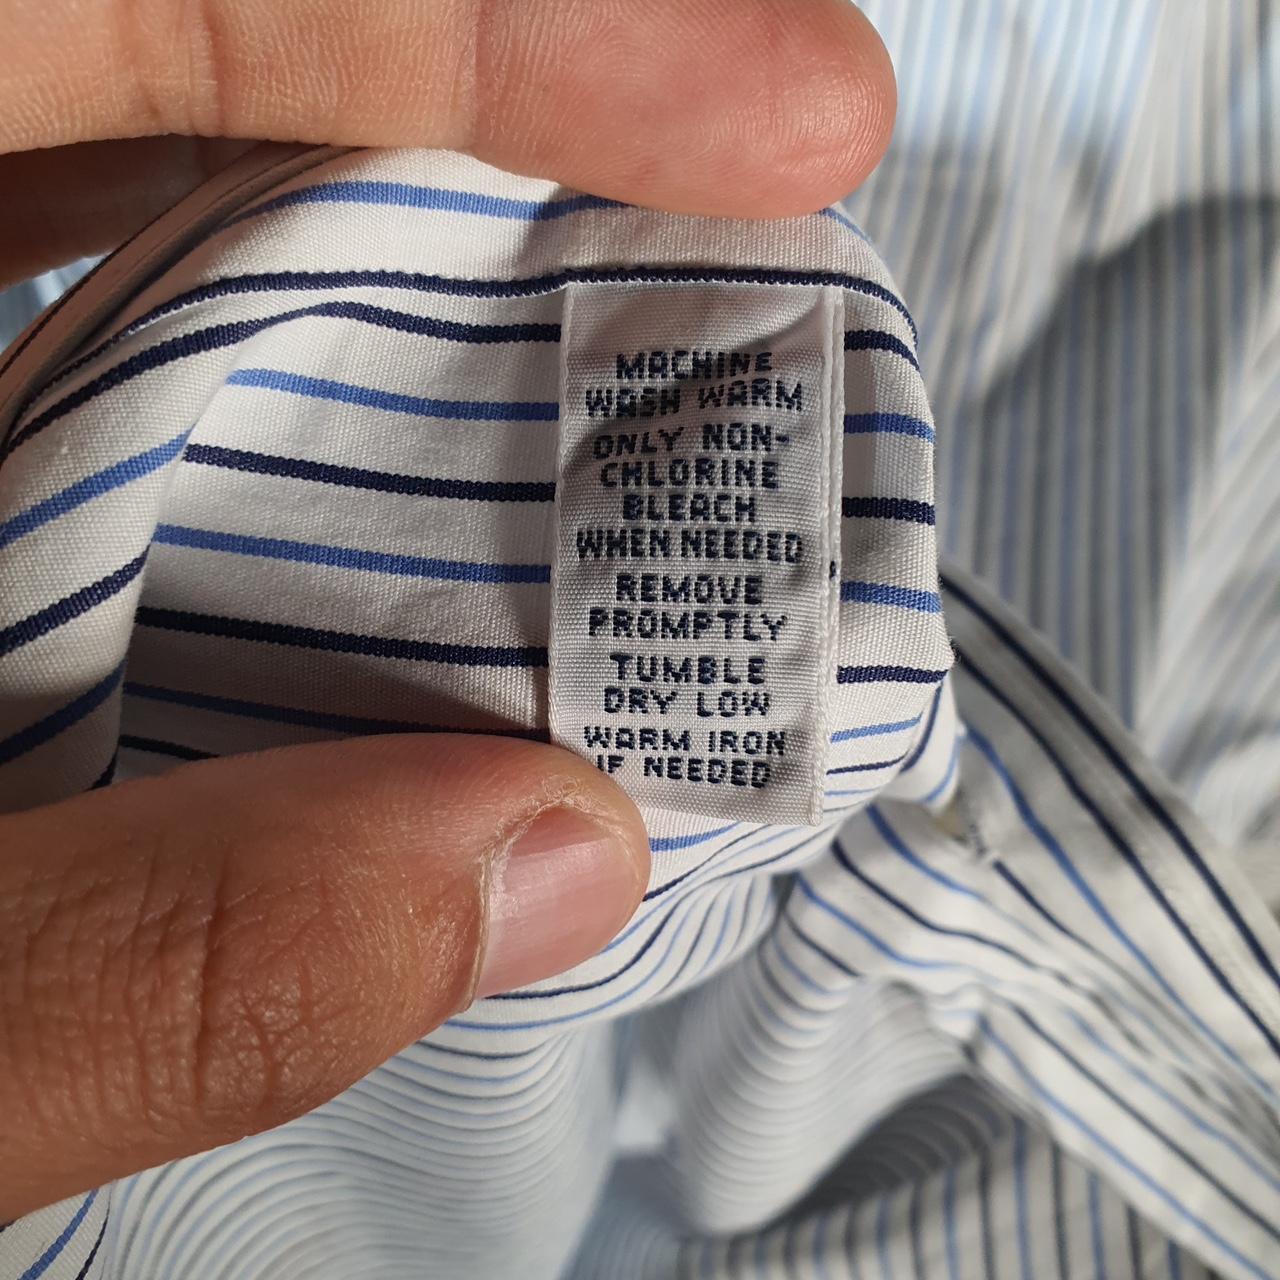 MACHINE
WASH WARM
ONLY NON-
CHLORINE
BLEACH
WHEN NEEDED
REMOVE
PROMPTLY
TUMBLE
DRY LOW
WARM IRON
IF NEEDED